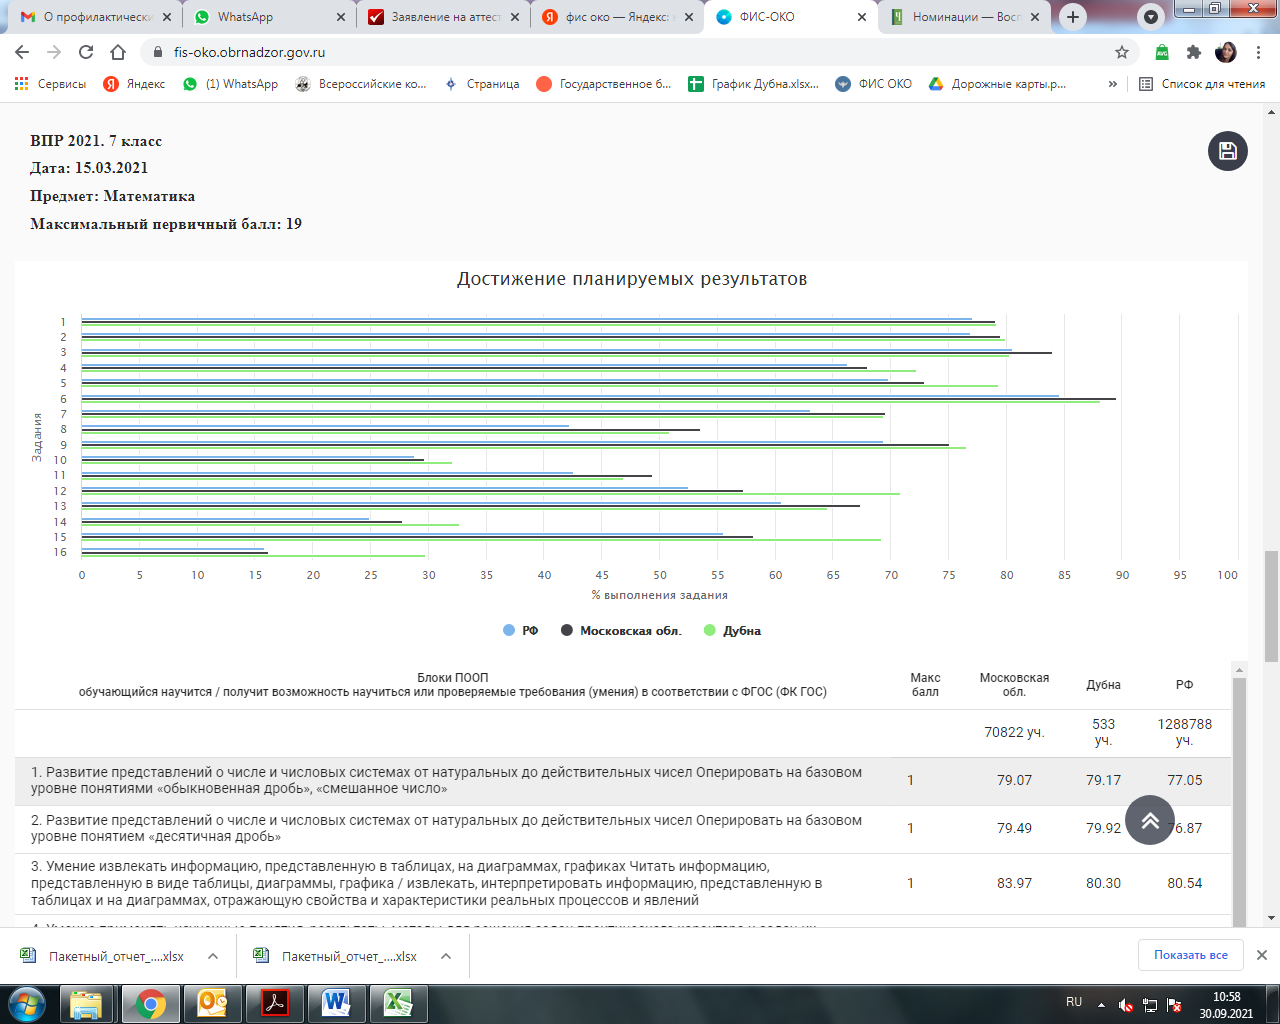 О профилактически
WhatsApp
Заявление на аттест
фис око — Яндекс:
ФИС-ОКО
Номинации — Восп
fis-oko.obrnadzor.gov.ru
Сервисы
Яндекс
(1) WhatsApp
Всероссийские ко...
Страница
Государственное б...
График Дубна.xlsx...
ФИС ОКО
Дорожные карты.р...
»
Список для чтения
ВПР 2021. 7 класс
Дата: 15.03.2021
Предмет: Математика
Максимальный первичный балл: 19
Достижение планируемых результатов
Задания
1
2
3
4
5
6
7
8
9
10
11
12
13
14
15
16
0 5 10 15 20 25 30 35 40 45 50 55 60 65 70 75 80 85 90 95 100
% выполнения задания
РФ Московская обл. Дубна
Блоки ПООП
обучающийся научится / получит возможность научиться или проверяемые требования (умения) в соответствии с ФГОС (ФК ГОС)
Макс балл
Московская обл.
Дубна
РФ
70822 уч.
533 уч.
1288788 уч.
1. Развитие представлений о числе и числовых системах от натуральных до действительных чисел Оперировать на базовом
уровне понятиями «обыкновенная дробь», «смешанное число»
1 79.07 79.17 77.05
2. Развитие представлений о числе и числовых системах от натуральных до действительных чисел Оперировать на базовом
уровне понятием «десятичная дробь»
1 79.49 79.92 76.87
3. Умение извлекать информацию, представленную в таблицах, на диаграммах, графиках Читать информацию,
представленную в виде таблицы, диаграммы, графика / извлекать, интерпретировать информацию, представленную в
таблицах и на диаграммах, отражающую свойства и характеристики реальных процессов и явлений
1 83.97 80.30 80.54
Пакетный_отчет_....xlsx
Пакетный_отчет_....xlsx
Показать все
RU
10:58
30.09.2021